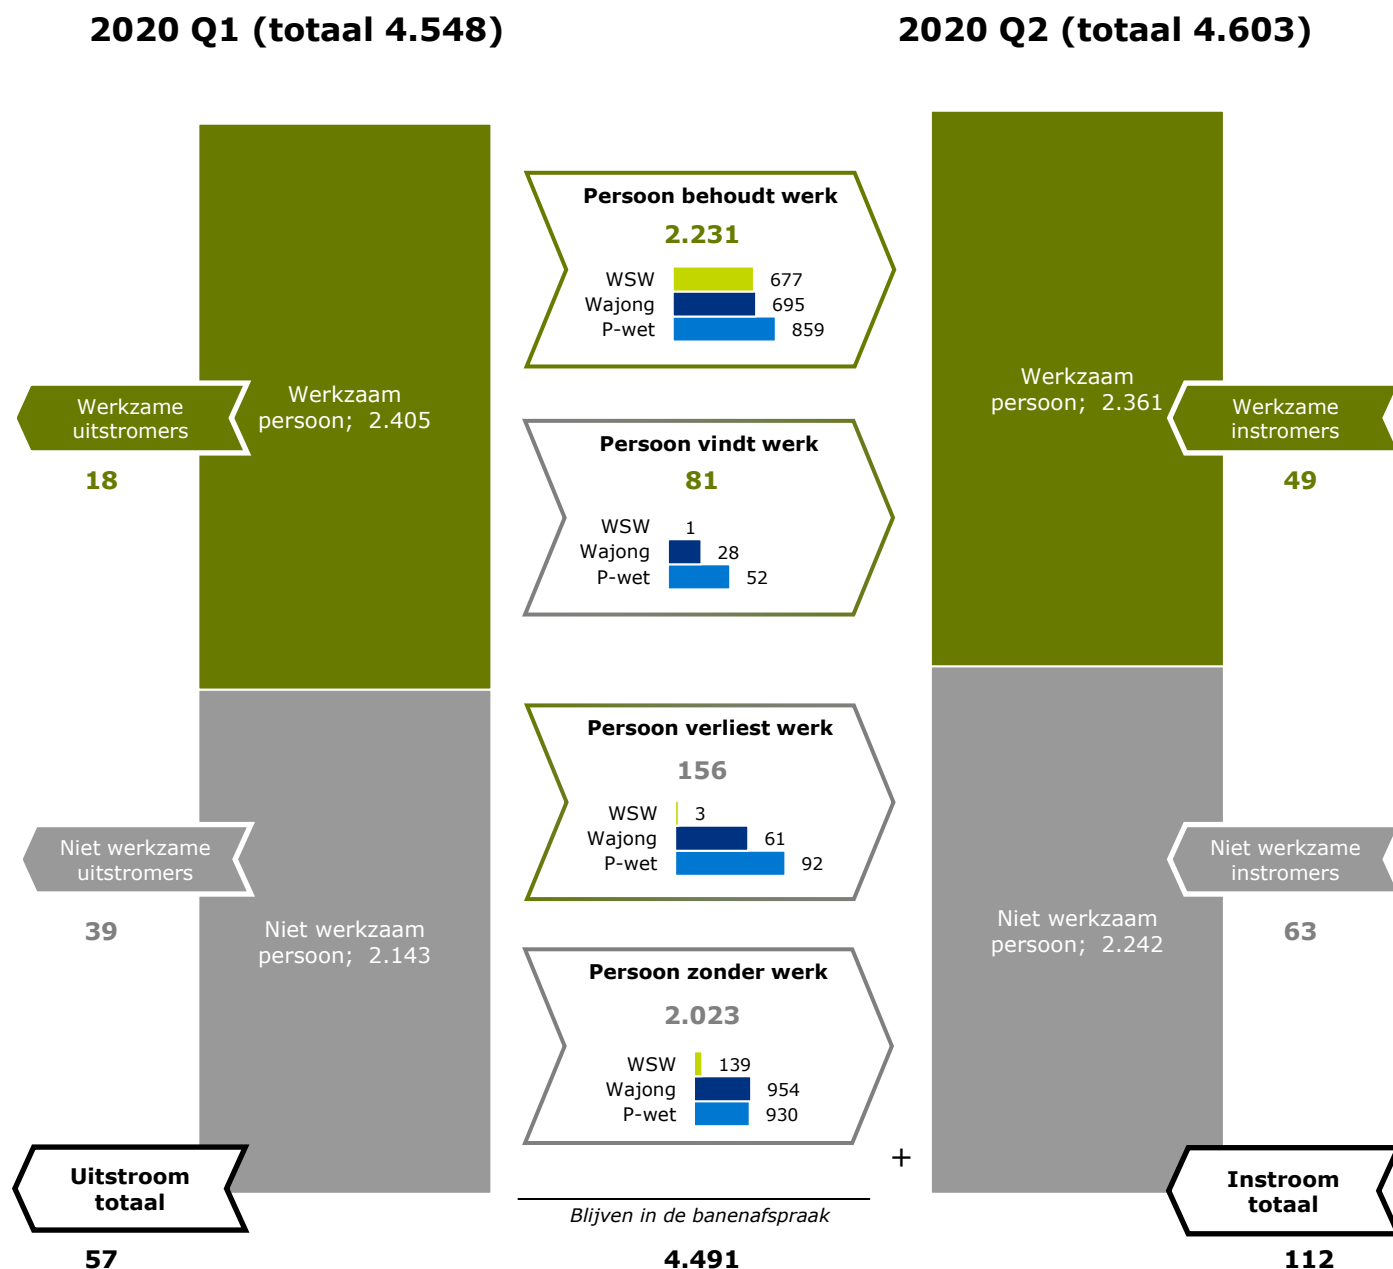 2020 Q1 (totaal 4.548)
2020 Q2 (totaal 4.603)
Werkzame
uitstromers
18
Werkzaam
persoon; 2.405
Niet werkzame
uitstromers
39
Niet werkzaam
persoon; 2.143
Uitstroom
totaal
57
Persoon behoudt werk
2.231
WSW 677
Wajong 695
P-wet 859
Persoon vindt werk
81
WSW 1
Wajong 28
P-wet 52
Persoon verliest werk
156
WSW 3
Wajong 61
P-wet 92
Persoon zonder werk
2.023
WSW 139
Wajong 954
P-wet 930
+
Blijven in de banenafspraak
4.491
Werkzaam
persoon; 2.361
Werkzame
instromers
49
Niet werkzaam
persoon; 2.242
Niet werkzame
instromers
63
Instroom
totaal
112